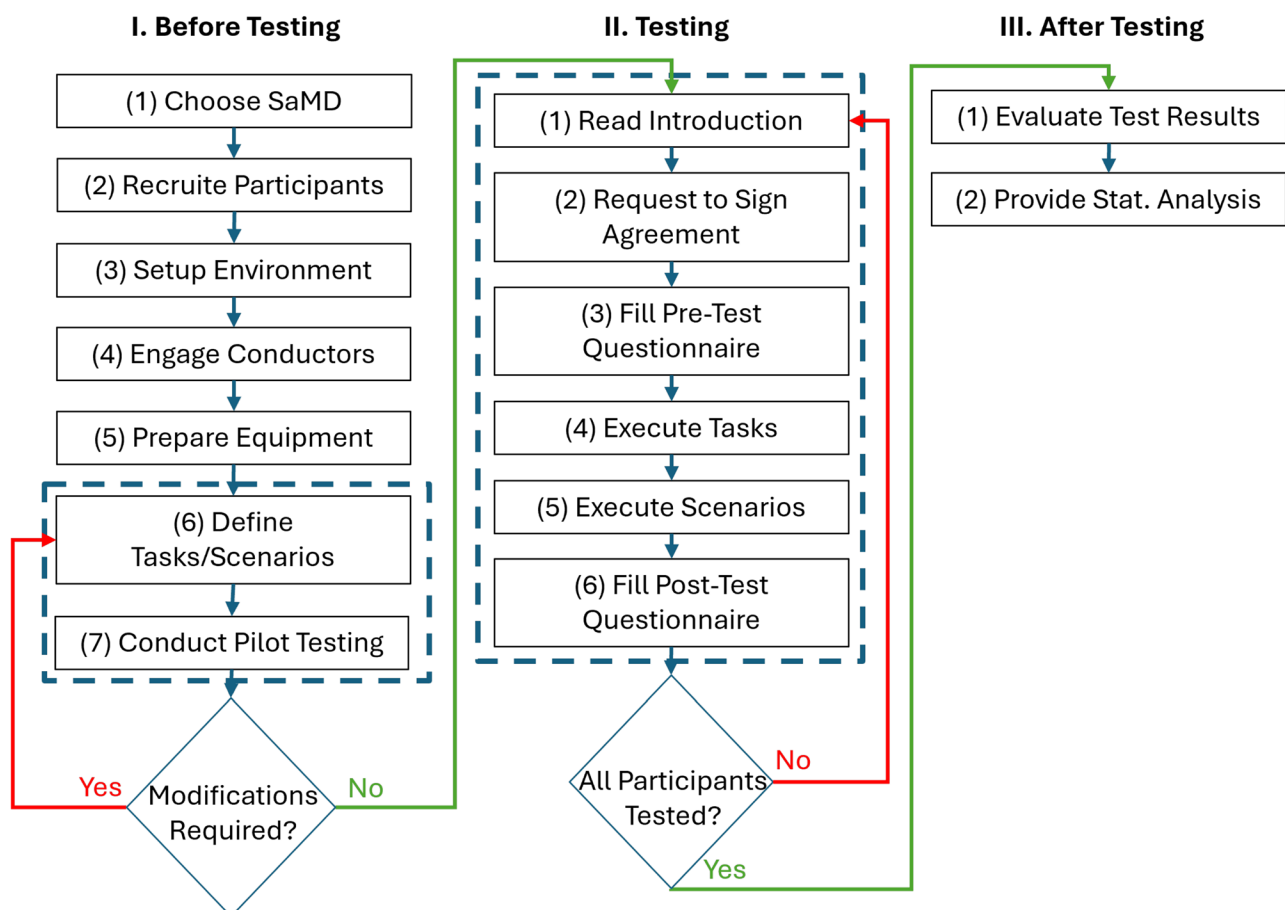 I. Before Testing
(1) Choose SaMD
(2) Recruite Participants
(3) Setup Environment
(4) Engage Conductors
(5) Prepare Equipment
(6) Define
Tasks/Scenarios
(7) Conduct Pilot Testing
Modifications
Required?
Yes
No
II. Testing
(1) Read Introduction
(2) Request to Sign
Agreement
(3) Fill Pre-Test
Questionnaire
(4) Execute Tasks
(5) Execute Scenarios
(6) Fill Post-Test
Questionnaire
All Participants
Tested?
No
Yes
III. After Testing
(1) Evaluate Test Results
(2) Provide Stat. Analysis